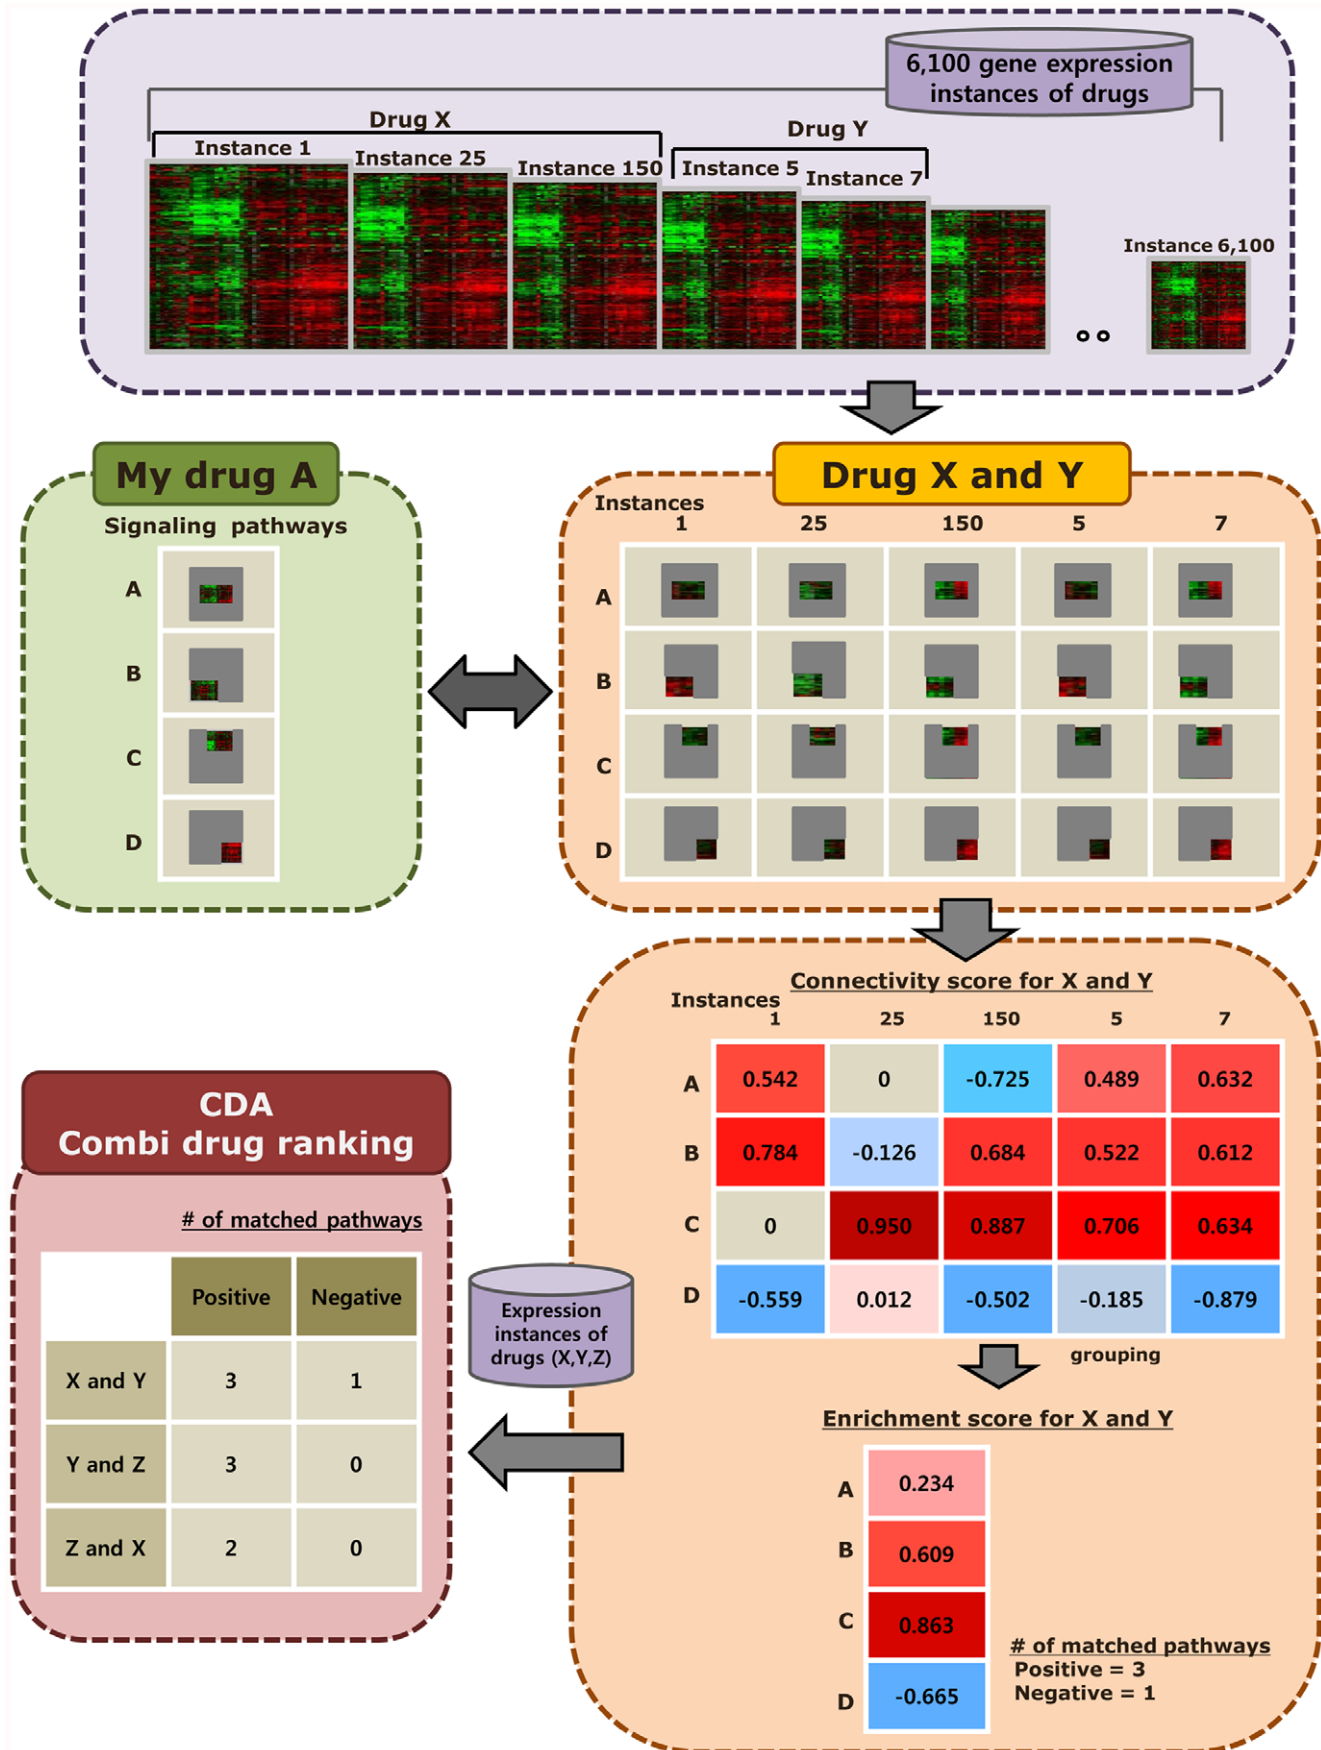 6,100 gene expression
instances of drugs
Drug X
Drug Y
Instance 1
Instance 25
Instance 150
Instance 5
Instance 7
Instance 6,100
My drug A
Signaling pathways
A
B
C
D
Drug X and Y
Instances
1 25 150 5 7
A
B
C
D
Connectivity score for X and Y
Instances
1 25 150 5 7
A 0.542 0 -0.725 0.489 0.632
B 0.784 -0.126 0.684 0.522 0.612
C 0 0.950 0.887 0.706 0.634
D -0.559 0.012 -0.502 -0.185 -0.879
grouping
Enrichment score for X and Y
A 0.234
B 0.609
C 0.863
D -0.665
# of matched pathways
Positive = 3
Negative = 1
Expression
instances of
drugs (X,Y,Z)
CDA
Combi drug ranking
# of matched pathways
Positive Negative
X and Y 3 1
Y and Z 3 0
Z and X 2 0